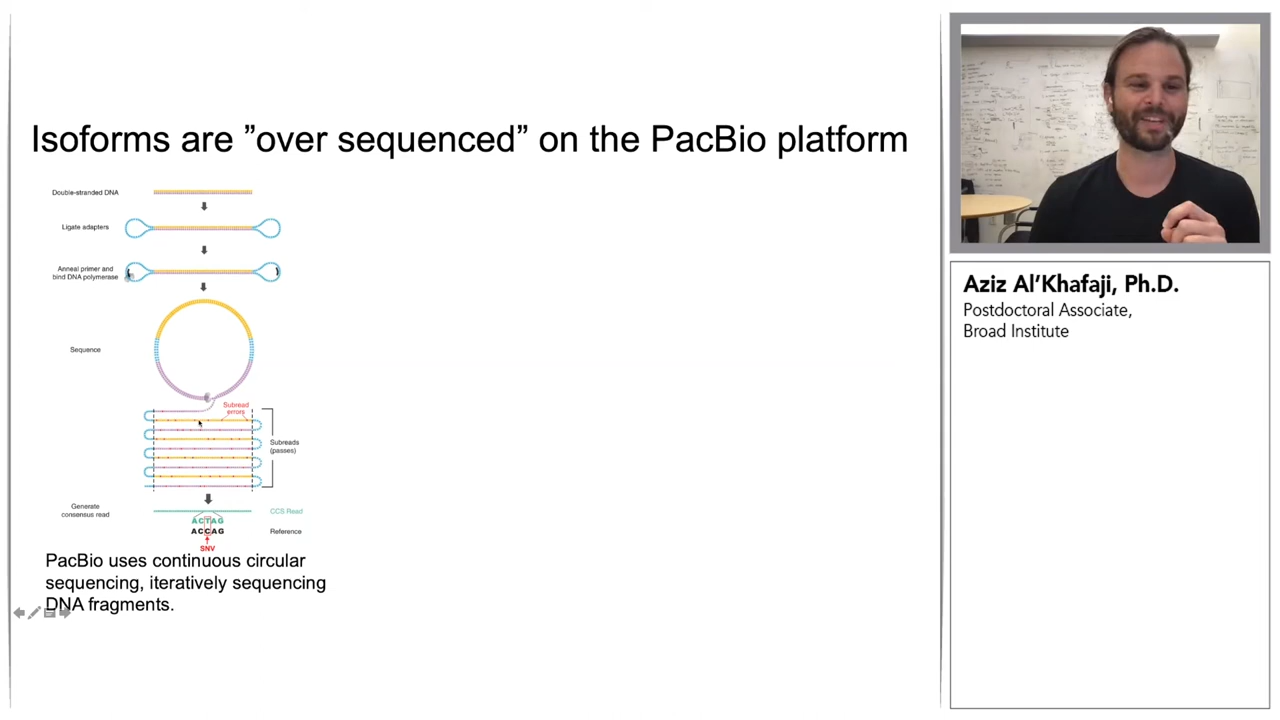 Isoforms are ”over sequenced” on the PacBio platform
Double-stranded DNA
Ligate adapters
Anneal primer and
bind DNA polymerase
Sequence
Subread
errors
Subreads
(passes)
Generate
consensus read
CCS Read
ACTAG
ACCAG
Reference
SNV
PacBio uses continuous circular
sequencing, iteratively sequencing
DNA fragments.
Aziz Al’Khafaji, Ph.D.
Postdoctoral Associate,
Broad Institute